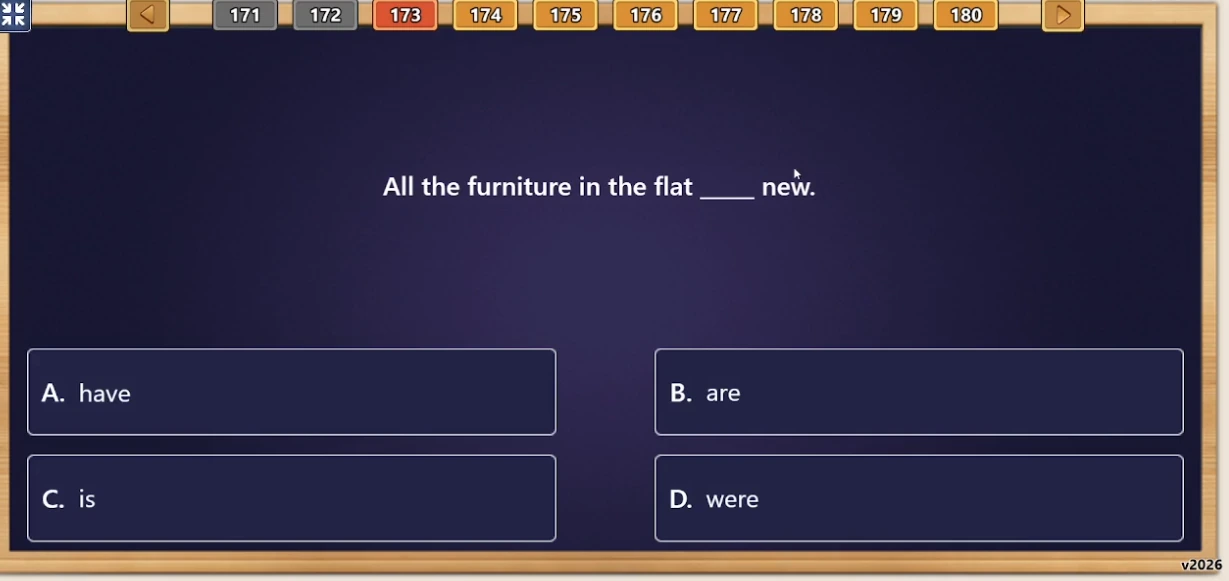 171 172 173 174 175 176 177 178 179 180
All the furniture in the flat _____ new.
A. have
B. are
C. is
D. were
v2026